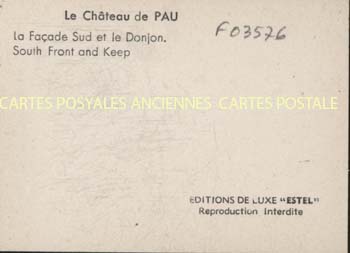 Le Château de PAU
La Façade Sud et le Donjon.
South Front and Keep
F03576
CARTES POSYALES ANCIENNES CARTES POSTALE
EDITIONS DE LUXE "ESTEL"
Reproduction Interdite